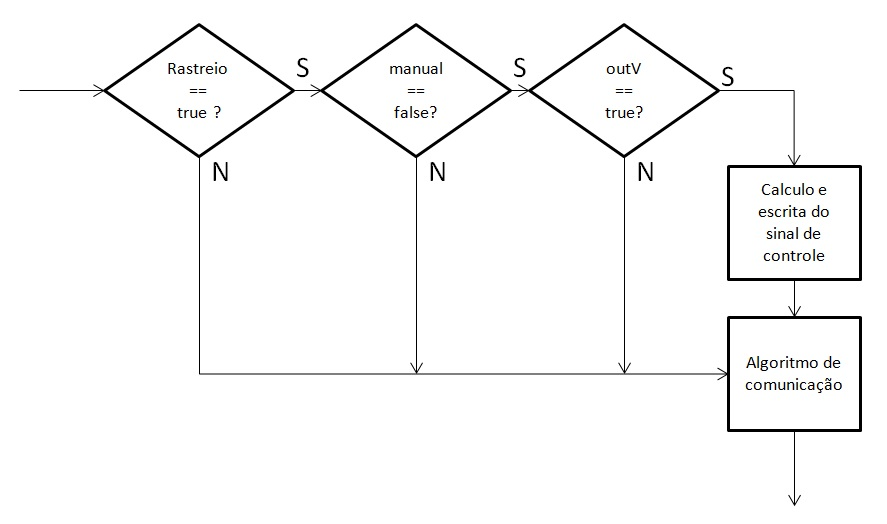 Rastreio
==
true ?
S
manual
==
false?
S
outV
==
true?
S
N
N
N
Calculo e
escrita do
sinal de
controle
Algoritmo de
comunicação